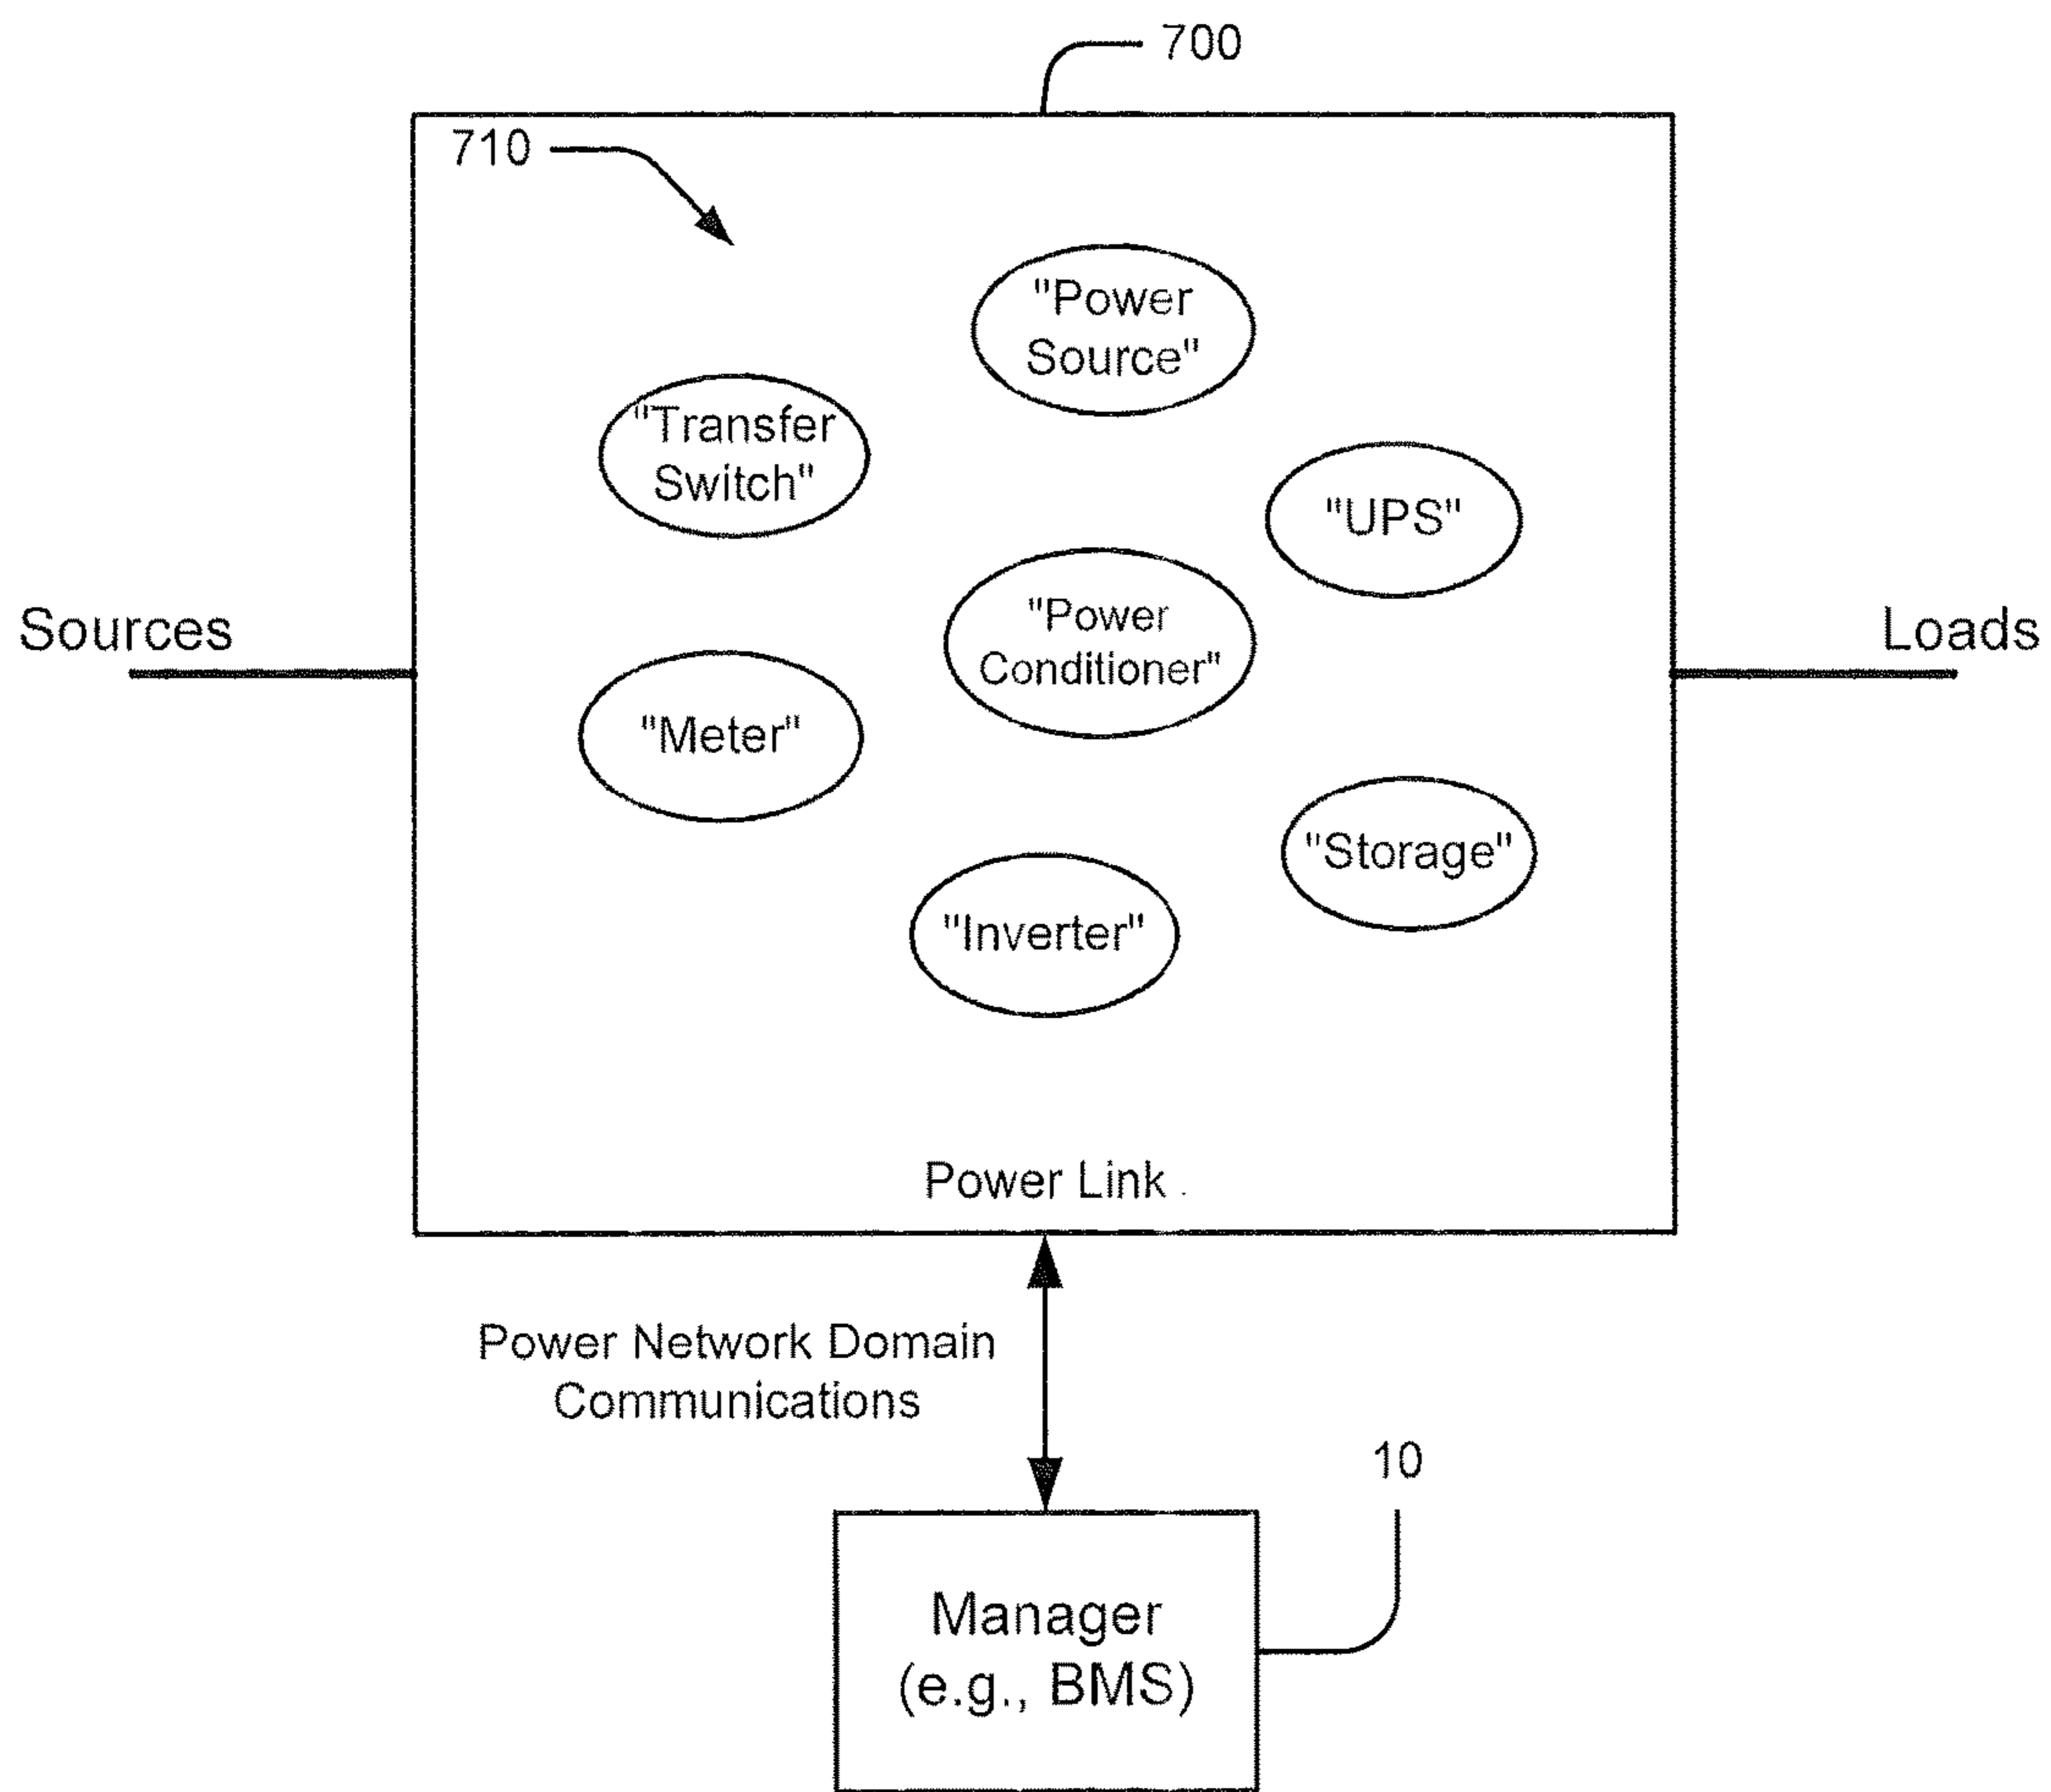 700
710
"Power
Source"
"Transfer
Switch"
"UPS"
Sources
"Power
Conditioner"
Loads
"Meter"
"Storage"
"Inverter"
Power Link
Power Network Domain
Communications
10
Manager
(e.g., BMS)